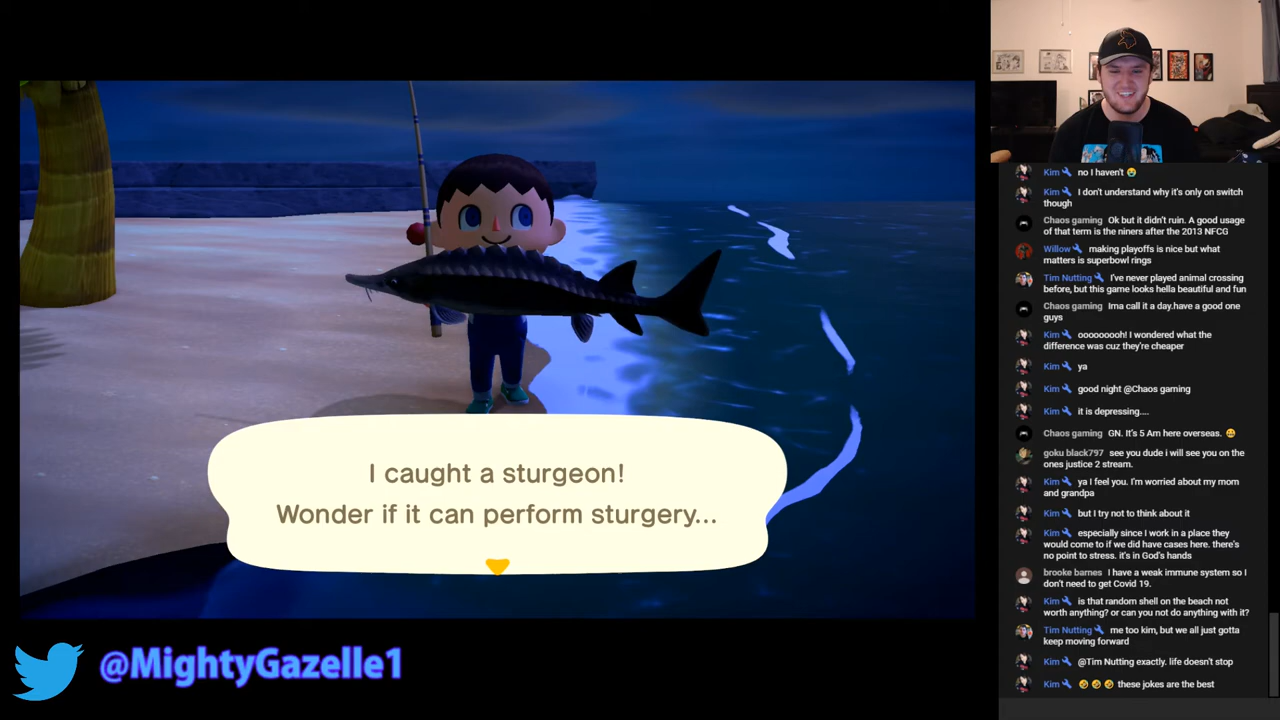 I caught a sturgeon!
Wonder if it can perform sturgery...
@MightyGazelle1
Kim no I haven't 😭
Kim I don't understand why it's only on switch
though
Chaos gaming Ok but it didn't ruin. A good usage
of that term is the niners after the 2013 NFCG
Willow making playoffs is nice but what
matters is superbowl rings
Tim Nutting I've never played animal crossing
before, but this game looks hella beautiful and fun
Chaos gaming Ima call it a day.have a good one
guys
Kim ooooooooh! I wondered what the
difference was cuz they're cheaper
Kim ya
Kim good night @Chaos gaming
Kim it is depressing....
Chaos gaming GN. It's 5 Am here overseas. 😃
goku black797 see you dude i will see you on the
ones justice 2 stream.
Kim ya I feel you. I'm worried about my mom
and grandpa
Kim but I try not to think about it
Kim especially since I work in a place they
would come to if we did have cases here. there's
no point to stress. it's in God's hands
brooke barnes I have a weak immune system so I
don't need to get Covid 19.
Kim is that random shell on the beach not
worth anything? or can you not do anything with it?
Tim Nutting me too kim, but we all just gotta
keep moving forward
Kim @Tim Nutting exactly. life doesn't stop
Kim 🤣 🤣 🤣 these jokes are the best